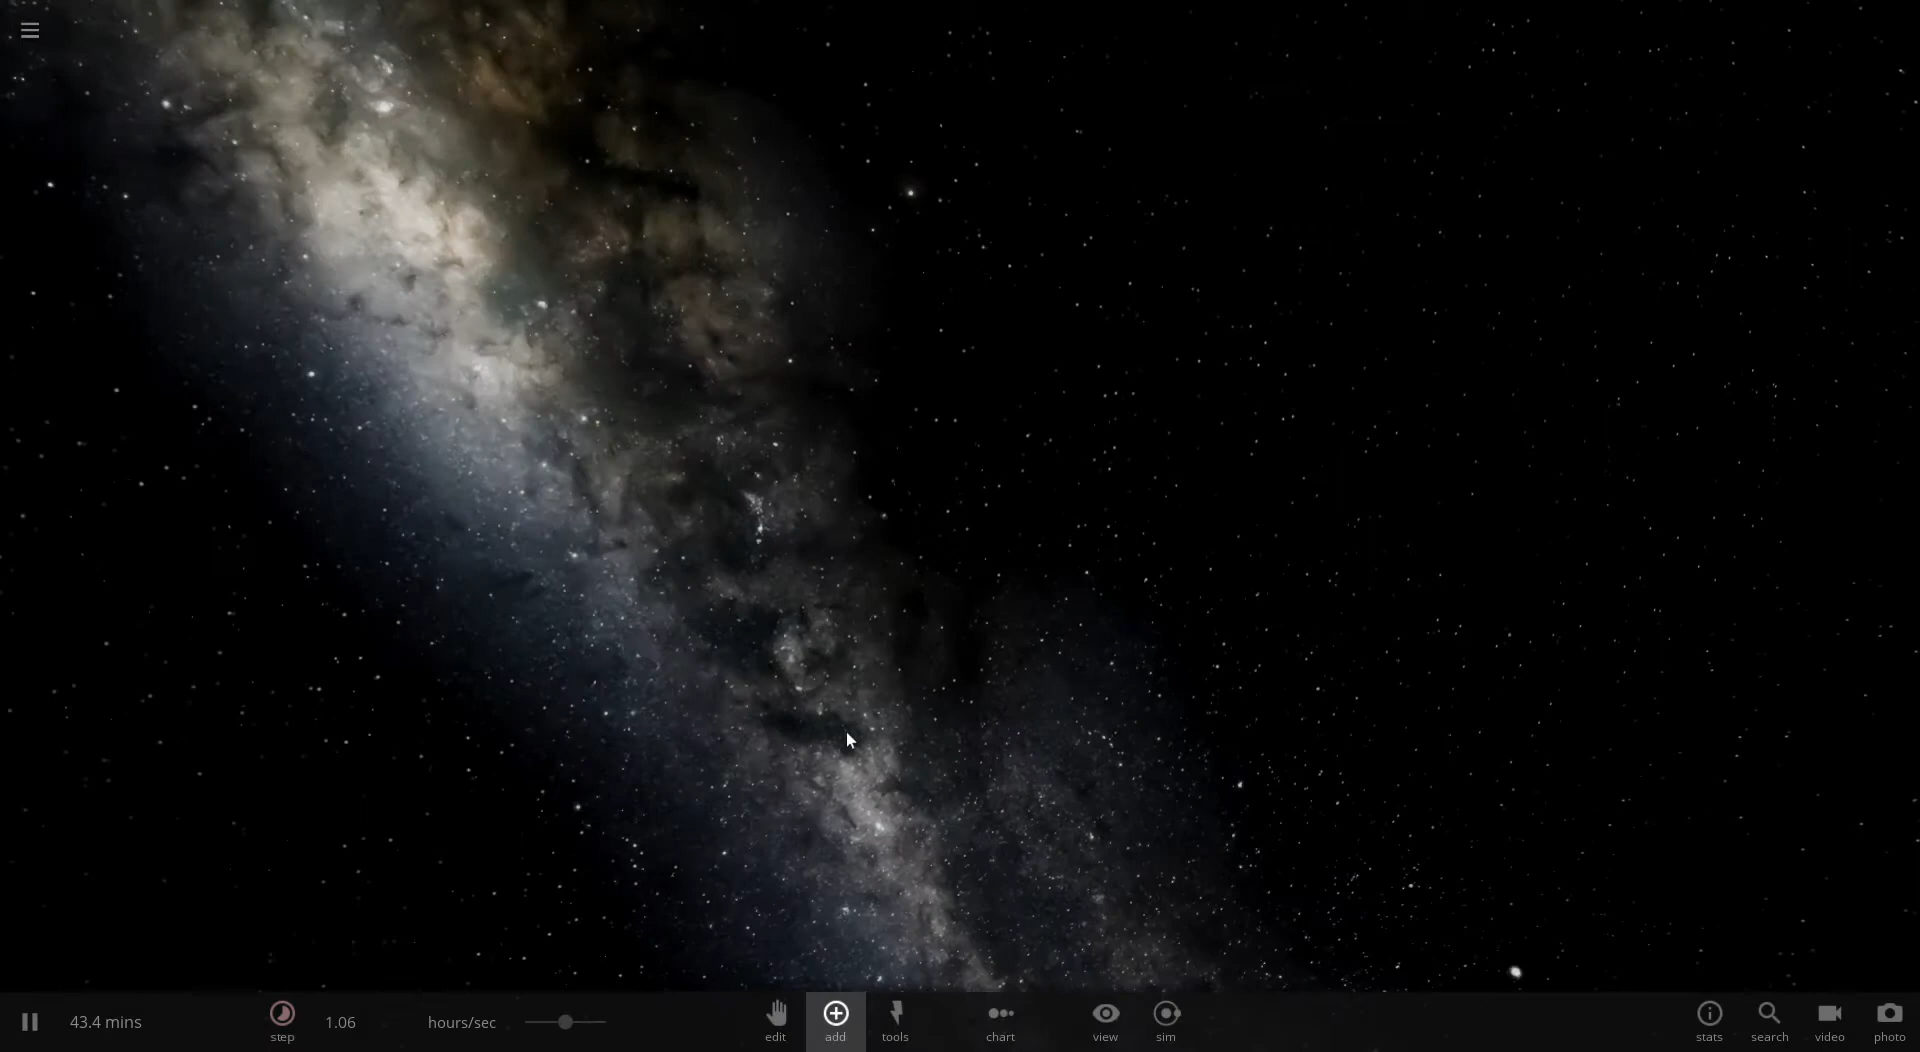 43.4 mins
step
1.06
hours/sec
edit
add
tools
chart
view
sim
stats
search
video
photo